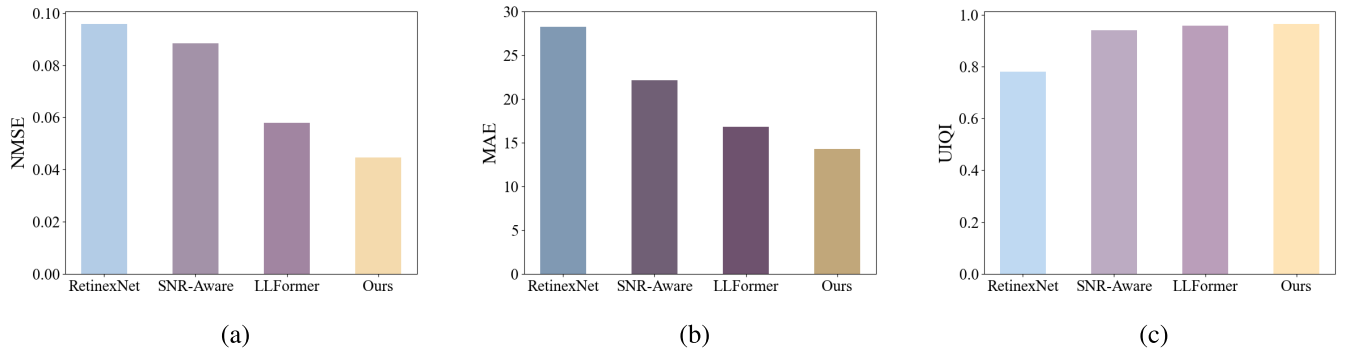 NMSE
0.10
0.08
0.06
0.04
0.02
0.00
RetinexNet SNR-Aware LLFormer Ours
(a)
MAE
30
25
20
15
10
5
0
RetinexNet SNR-Aware LLFormer Ours
(b)
UIQI
1.0
0.8
0.6
0.4
0.2
0.0
RetinexNet SNR-Aware LLFormer Ours
(c)